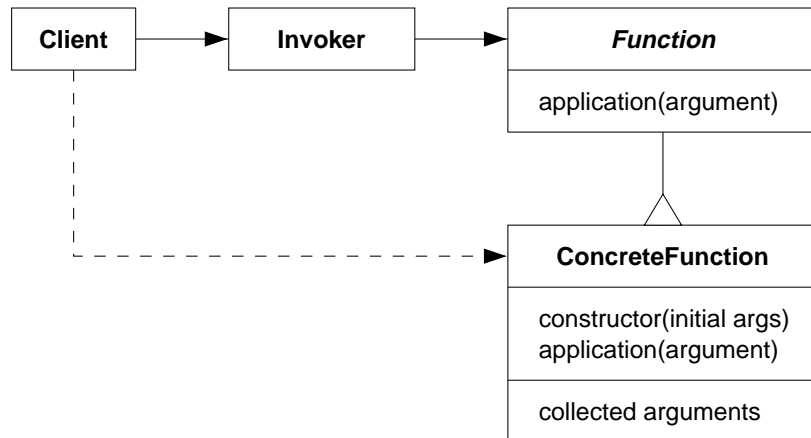 Client
Invoker
Function
application(argument)
ConcreteFunction
constructor(initial args)
application(argument)
collected arguments